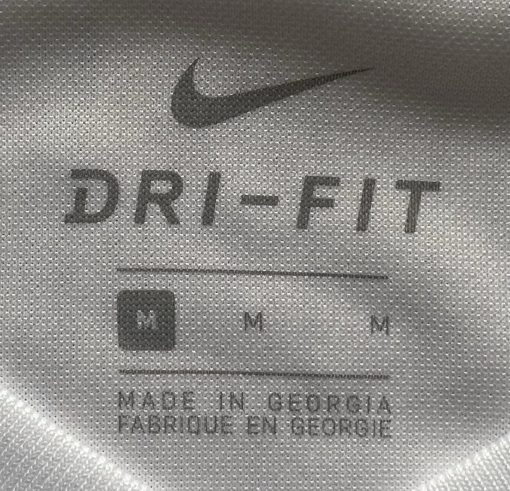 DRI-FIT
M M M
MADE IN GEORGIA
FABRIQUE EN GEORGIE